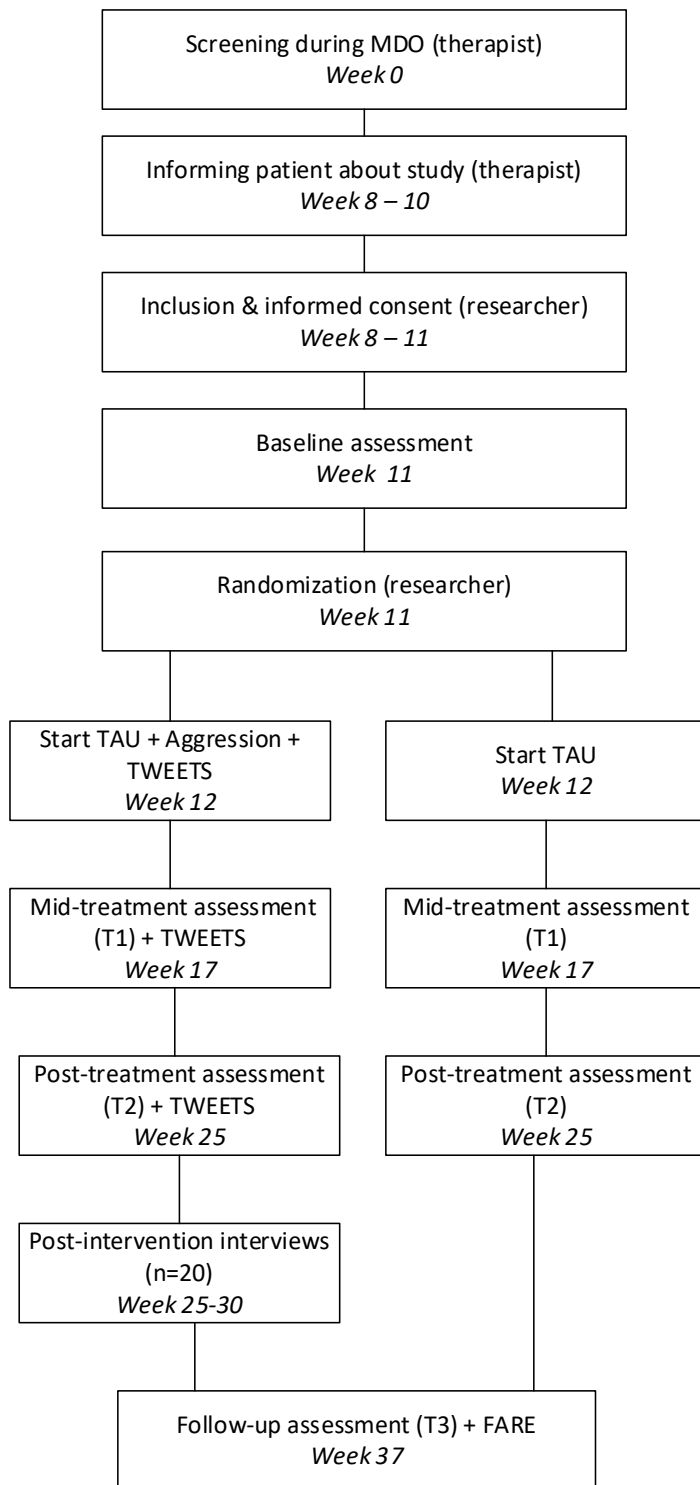 Screening during MDO (therapist)
Week 0
Informing patient about study (therapist)
Week 8 – 10
Inclusion & informed consent (researcher)
Week 8 – 11
Baseline assessment
Week 11
Randomization (researcher)
Week 11
Start TAU + Aggression +
TWEETS
Week 12
Start TAU
Week 12
Mid-treatment assessment
(T1) + TWEETS
Week 17
Mid-treatment assessment
(T1)
Week 17
Post-treatment assessment
(T2) + TWEETS
Week 25
Post-treatment assessment
(T2)
Week 25
Post-intervention interviews
(n=20)
Week 25-30
Follow-up assessment (T3) + FARE
Week 37